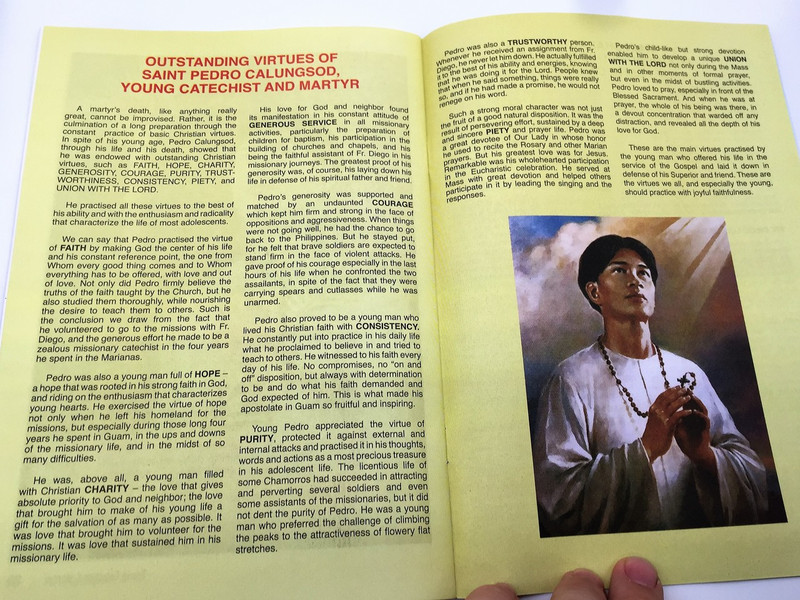 OUTSTANDING VIRTUES OF
SAINT PEDRO CALUNGSOD,
YOUNG CATECHIST AND MARTYR
A martyr's death, like anything really
great, cannot be improvised. Rather, it is the
culmination of a long preparation through the
constant practice of basic Christian virtues.
In spite of his young age, Pedro Calungsod,
through his life and his death, showed that
he was endowed with outstanding Christian
virtues, such as FAITH, HOPE, CHARITY,
GENEROSITY, COURAGE, PURITY, TRUST-
WORTHINESS, CONSISTENCY, PIETY, and
UNION WITH THE LORD.
He practised all these virtues to the best of
his ability and with the enthusiasm and radicality
that characterize the life of most adolescents.
We can say that Pedro practised the virtue
of FAITH by making God the center of his life
and his constant reference point, the one from
Whom every good thing comes and to Whom
everything has to be offered, with love and out
of love. Not only did Pedro firmly believe the
truths of the faith taught by the Church, but he
also studied them thoroughly, while nourishing
the desire to teach them to others. Such is
the conclusion we draw from the fact that
he volunteered to go to the missions with Fr.
Diego, and the generous effort he made to be a
zealous missionary catechist in the four years
he spent in the Marianas.
Pedro was also a young man full of HOPE –
a hope that was rooted in his strong faith in God,
and riding on the enthusiasm that characterizes
young hearts. He exercised the virtue of hope
not only when he left his homeland for the
missions, but especially during those long four
years he spent in Guam, in the ups and downs
of the missionary life, and in the midst of so
many difficulties.
He was, above all, a young man filled
with Christian CHARITY – the love that gives
absolute priority to God and neighbor; the love
that brought him to make of his young life a
gift for the salvation of as many as possible. It
was love that brought him to volunteer for the
missions. It was love that sustained him in his
missionary life.
His love for God and neighbor found
its manifestation in his constant attitude of
GENEROUS SERVICE in all missionary
activities, particularly the preparation of
children for baptism, his participation in the
building of churches and chapels, and his
being the faithful assistant of Fr. Diego in his
missionary journeys. The greatest proof of his
generosity was, of course, his laying down his
life in defense of his spiritual father and friend.
Pedro's generosity was supported and
matched by an undaunted COURAGE
which kept him firm and strong in the face of
oppositions and aggressiveness. When things
were not going well, he had the chance to go
back to the Philippines. But he stayed put,
for he felt that brave soldiers are expected to
stand firm in the face of violent attacks. He
gave proof of his courage especially in the last
hours of his life when he confronted the two
assailants, in spite of the fact that they were
carrying spears and cutlasses while he was
unarmed.
Pedro also proved to be a young man who
lived his Christian faith with CONSISTENCY.
He constantly put into practice in his daily life
what he proclaimed to believe in and tried to
teach to others. He witnessed to his faith every
day of his life. No compromises, no "on and
off" disposition, but always with determination
to be and do what his faith demanded and
God expected of him. This is what made his
apostolate in Guam so fruitful and inspiring.
Young Pedro appreciated the virtue of
PURITY, protected it against external and
internal attacks and practised it in his thoughts,
words and actions as a most precious treasure
in his adolescent life. The licentious life of
some Chamorros had succeeded in attracting
and perverting several soldiers and even
some assistants of the missionaries, but it did
not dent the purity of Pedro. He was a young
man who preferred the challenge of climbing
the peaks to the attractiveness of flowery flat
stretches.
Pedro was also a TRUSTWORTHY person.
Whenever he received an assignment from Fr.
Diego, he never let him down. He actually fulfilled
it to the best of his ability and energies, knowing
that he was doing it for the Lord. People knew
that when he said something, things were really
so, and if he had made a promise, he would not
renege on his word.
Such a strong moral character was not just
the fruit of a good natural disposition. It was the
result of persevering effort, sustained by a deep
and sincere PIETY and prayer life. Pedro was
a great devotee of Our Lady in whose honor
he used to recite the Rosary and other Marian
prayers. But his greatest love was for Jesus.
Remarkable was his wholehearted participation
in the Eucharistic celebration. He served at
Mass with great devotion and helped others
participate in it by leading the singing and the
responses.
Pedro's child-like but strong devotion
enabled him to develop a unique UNION
WITH THE LORD not only during the Mass
and in other moments of formal prayer,
but even in the midst of bustling activities.
Pedro loved to pray, especially in front of the
Blessed Sacrament. And when he was at
prayer, the whole of his being was there, in
a devout concentration that warded off any
distraction, and revealed all the depth of his
love for God.
These are the main virtues practised by
the young man who offered his life in the
service of the Gospel and laid it down in
defense of his Superior and friend. These are
the virtues we all, and especially the young,
should practice with joyful faithfulness.